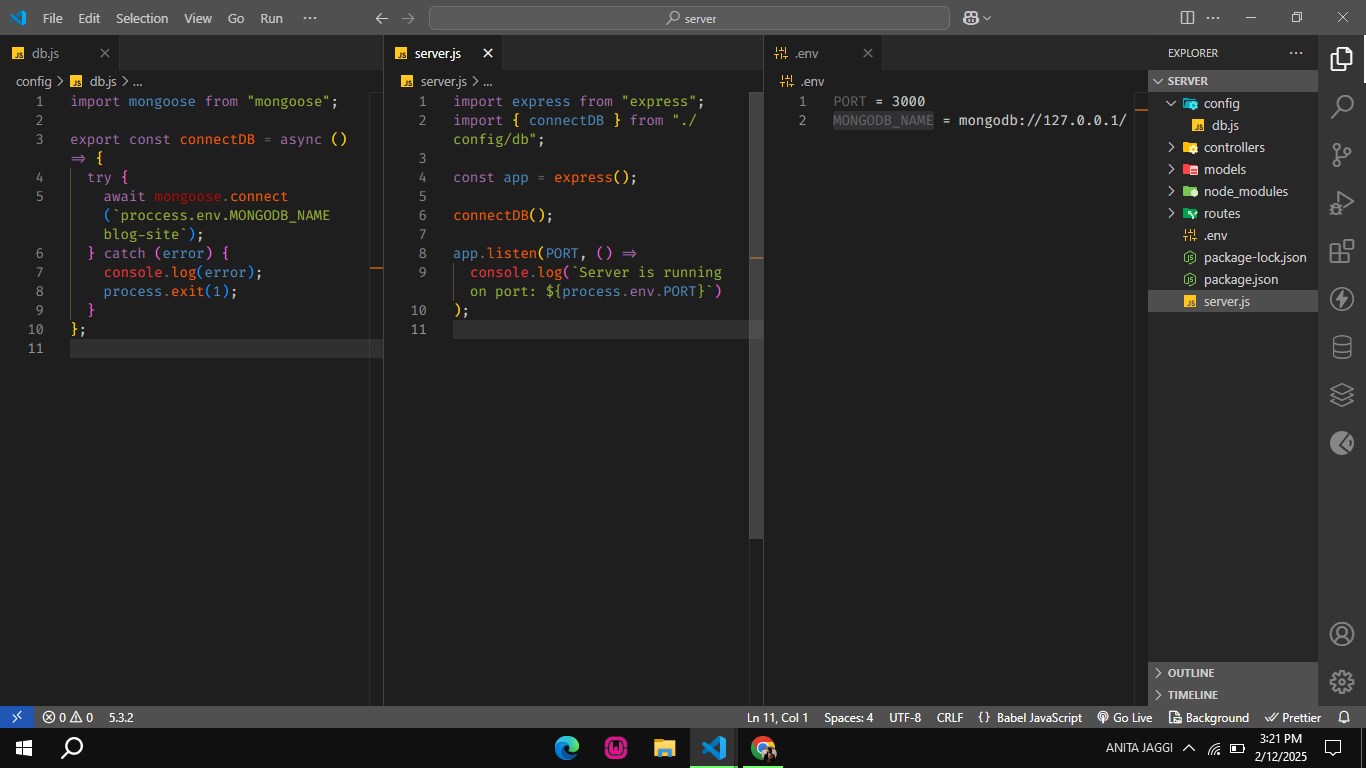 File Edit Selection View Go Run ··· server
db.js
config > db.js > ...
1 import mongoose from "mongoose";
2
3 export const connectDB = async ()
=> {
4 try {
5 await mongoose.connect
(`proccess.env.MONGODB_NAME
blog-site`);
6 } catch (error) {
7 console.log(error);
8 process.exit(1);
9 }
10 };
11
server.js
server.js > ...
1 import express from "express";
2 import { connectDB } from "./
config/db";
3
4 const app = express();
5
6 connectDB();
7
8 app.listen(PORT, () =>
9 console.log(`Server is running
on port: ${process.env.PORT}`)
10 );
11
.env
.env
1 PORT = 3000
2 MONGODB_NAME = mongodb://127.0.0.1/
EXPLORER
SERVER
config
db.js
controllers
models
node_modules
routes
.env
package-lock.json
package.json
server.js
OUTLINE
TIMELINE
0 0 5.3.2 Ln 11, Col 1 Spaces: 4 UTF-8 CRLF {} Babel JavaScript Go Live Background Prettier
ANITA JAGGI 3:21 PM
2/12/2025